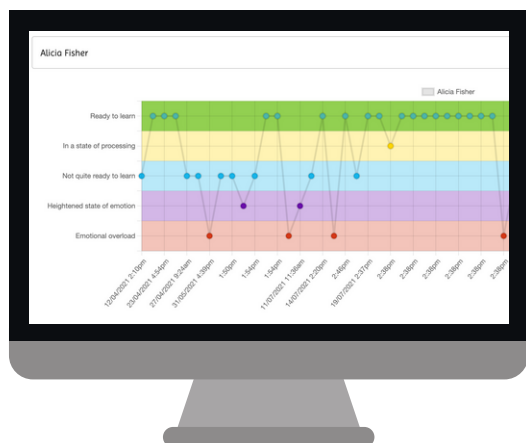 Alicia Fisher
Alicia Fisher
Ready to learn
In a state of processing
Not quite ready to learn
Heightened state of emotion
Emotional overload
12/04/2021 2:10pm
23/04/2021 4:54pm
27/04/2021 9:24am
31/05/2021 4:39pm
1:50pm
1:54pm
1:54pm
11/07/2021 11:36am
14/07/2021 2:20pm
2:46pm
19/07/2021 2:37pm
2:38pm
2:38pm
2:38pm
2:38pm
2:38pm
2:38pm